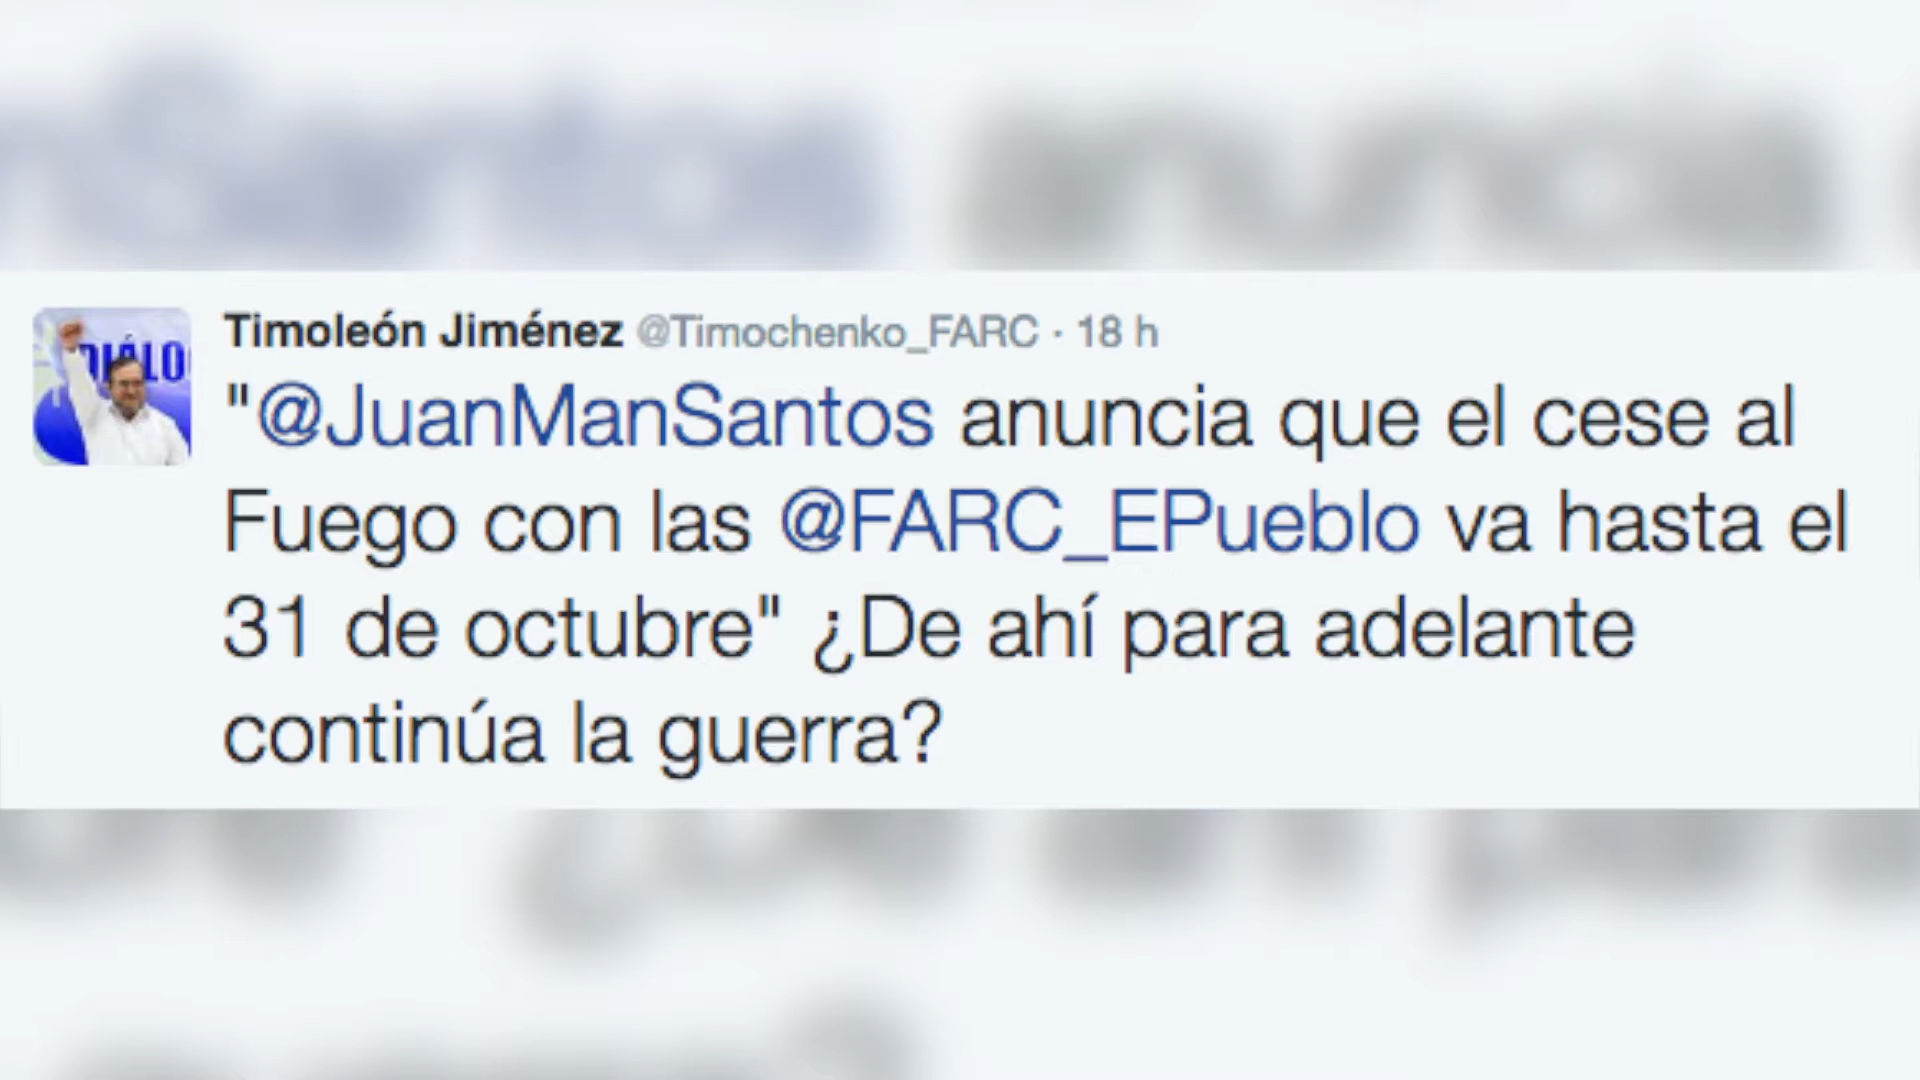 DIÁLO
Timoleón Jiménez @Timochenko_FARC · 18 h
"@JuanManSantos anuncia que el cese al
Fuego con las @FARC_EPueblo va hasta el
31 de octubre" ¿De ahí para adelante
continúa la guerra?